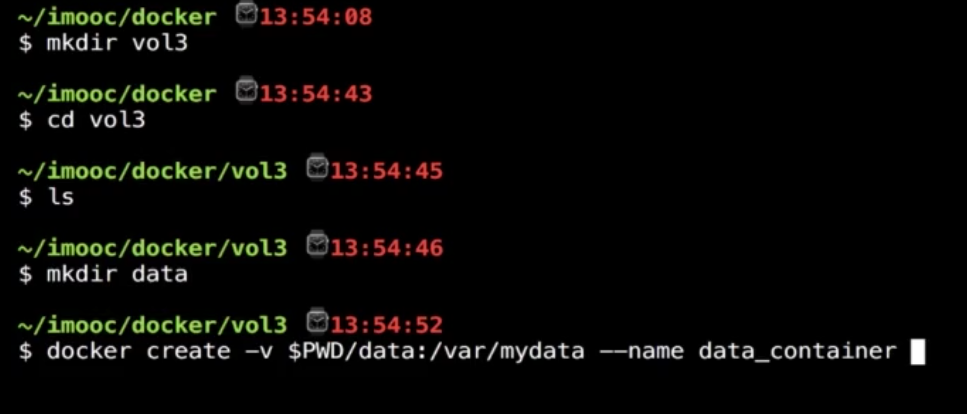 ~/imooc/docker 13:54:08
$ mkdir vol3
~/imooc/docker 13:54:43
$ cd vol3
~/imooc/docker/vol3 13:54:45
$ ls
~/imooc/docker/vol3 13:54:46
$ mkdir data
~/imooc/docker/vol3 13:54:52
$ docker create -v $PWD/data:/var/mydata --name data_container